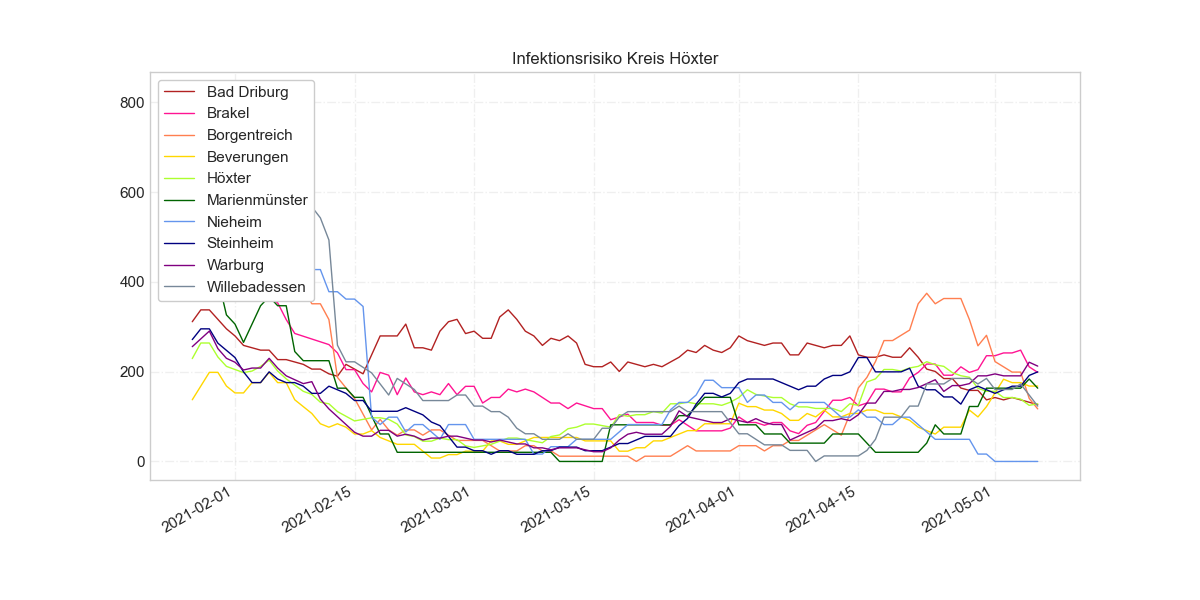 Infektionsrisiko Kreis Höxter
800
600
400
200
0
Bad Driburg
Brakel
Borgentreich
Beverungen
Höxter
Marienmünster
Nieheim
Steinheim
Warburg
Willebadessen
2021-02-01
2021-02-15
2021-03-01
2021-03-15
2021-04-01
2021-04-15
2021-05-01